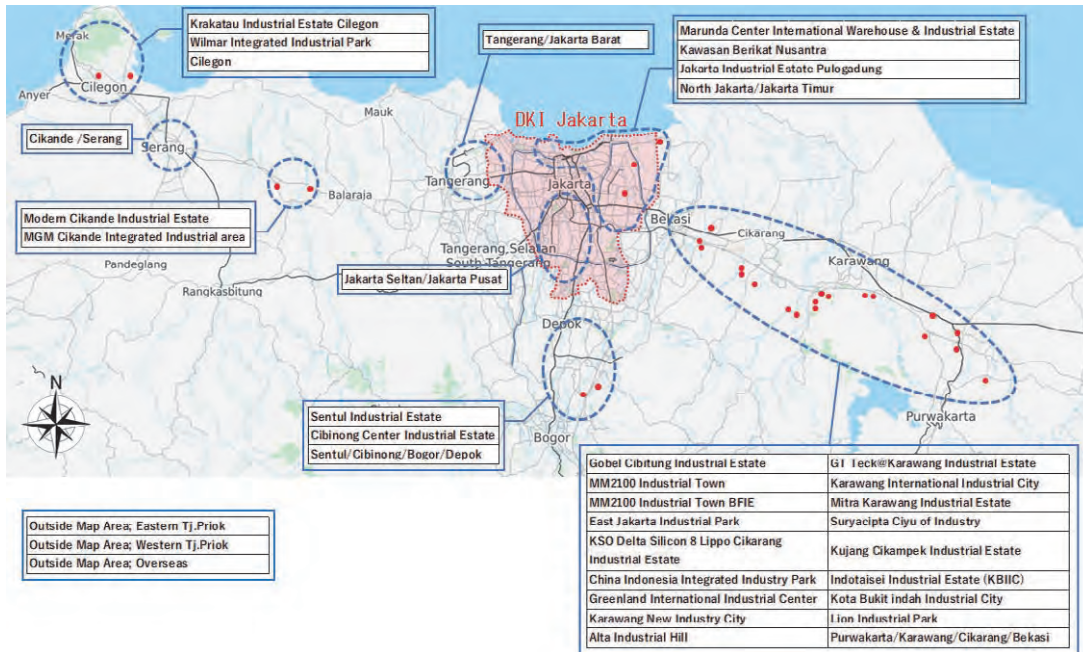 Krakatau Industrial Estate Cilegon
Wilmar Integrated Industrial Park
Cilegon
Tangerang/Jakarta Barat
Marunda Center International Warehouse & Industrial Estate
Kawasan Berikat Nusantra
Jakarta Industrial Estate Pulogadung
North Jakarta/Jakarta Timur
Merak
Cilegon
Anyer
Mauk
DKI Jakarta
Cikande /Serang
Serang
Tangerang
Jakarta
Balaraja
Bekasi
Cikarang
Modern Cikande Industrial Estate
MGM Cikande Integrated Industrial area
Pandeglang
Tangerang Selatan
South Tangerang
Karawang
Rangkasbitung
Jakarta Seltan/Jakarta Pusat
Depok
N
Purwakarta
Sentul Industrial Estate
Cibinong Center Industrial Estate
Sentul/Cibinong/Bogor/Depok
Bogor
Outside Map Area; Eastern Tj.Priok
Outside Map Area; Western Tj.Priok
Outside Map Area; Overseas
Gobel Cibitung Industrial Estate
GT Teck@Karawang Industrial Estate
MM2100 Industrial Town
Karawang International Industrial City
MM2100 Industrial Town BFIE
Mitra Karawang Industrial Estate
East Jakarta Industrial Park
Suryacipta Ciyu of Industry
KSO Delta Silicon 8 Lippo Cikarang
Industrial Estate
Kujang Cikampek Industrial Estate
China Indonesia Integrated Industry Park
Indotaisei Industrial Estate (KBIIC)
Greenland International Industrial Center
Kota Bukit indah Industrial City
Karawang New Industry City
Lion Industrial Park
Alta Industrial Hill
Purwakarta/Karawang/Cikarang/Bekasi